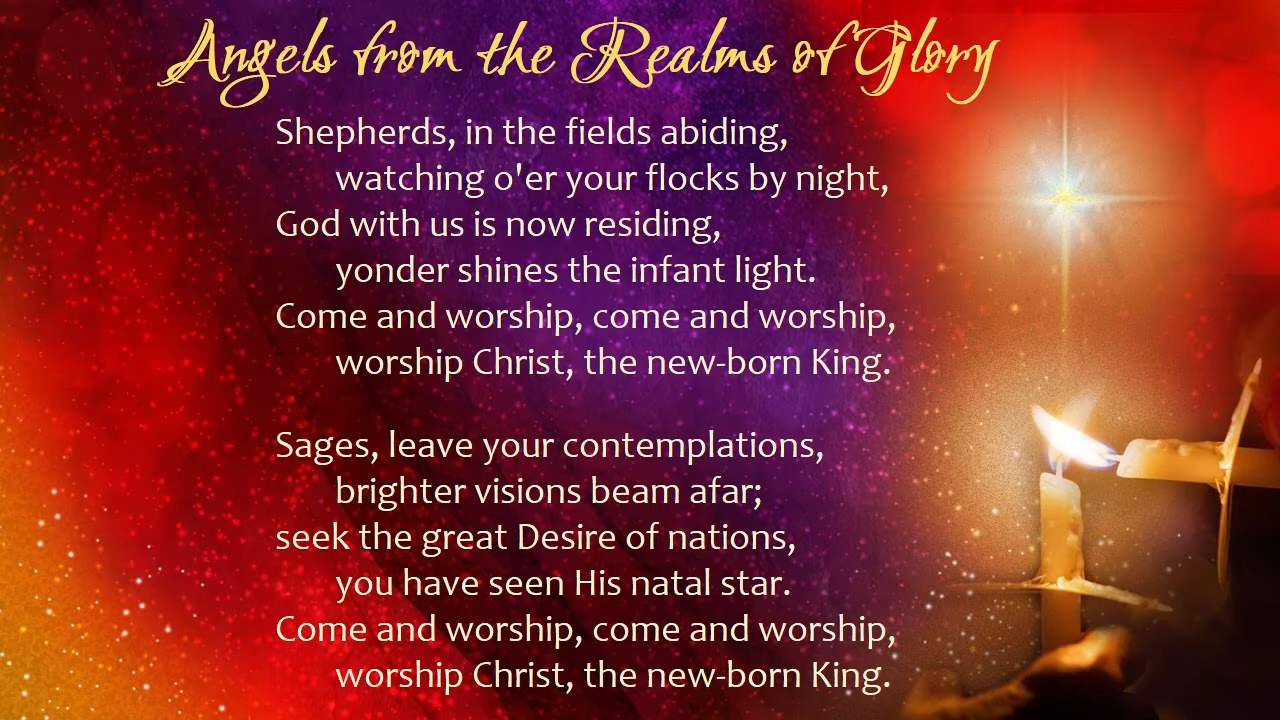 Angels from the Realms of Glory
Shepherds, in the fields abiding,
watching o'er your flocks by night,
God with us is now residing,
yonder shines the infant light.
Come and worship, come and worship,
worship Christ, the new-born King.
Sages, leave your contemplations,
brighter visions beam afar;
seek the great Desire of nations,
you have seen His natal star.
Come and worship, come and worship,
worship Christ, the new-born King.